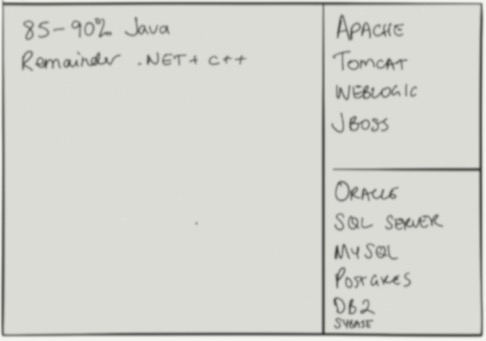 85-90% Java
Remainder .NET + C++
APACHE
TOMCAT
WEBLOGIC
JBOSS
ORACLE
SQL SERVER
MYSQL
POSTGRES
DB2
SYBASE